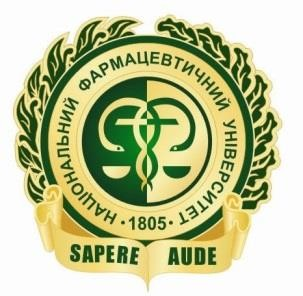 НАЦІОНАЛЬНИЙ ФАРМАЦЕВТИЧНИЙ УНІВЕРСИТЕТ
· 1805 ·
SAPERE AUDE